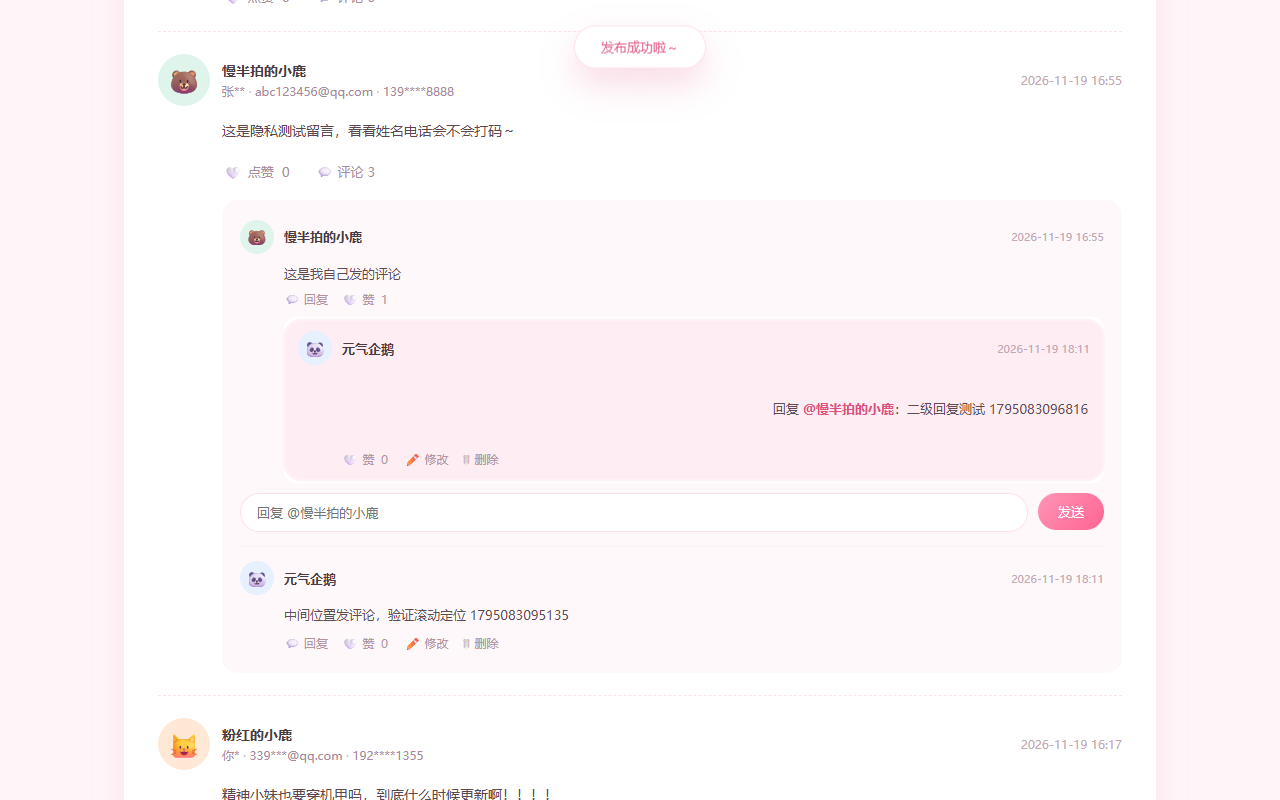 点赞 0 评论 0
发布成功啦~
慢半拍的小鹿
2026-11-19 16:55
张** · abc123456@qq.com · 139****8888
这是隐私测试留言，看看姓名电话会不会打码~
点赞 0 评论 3
慢半拍的小鹿
2026-11-19 16:55
这是我自己发的评论
回复 赞 1
元气企鹅
2026-11-19 18:11
回复 @慢半拍的小鹿：二级回复测试 1795083096816
赞 0 修改 删除
回复 @慢半拍的小鹿
发送
元气企鹅
2026-11-19 18:11
中间位置发评论，验证滚动定位 1795083095135
回复 赞 0 修改 删除
粉红的小鹿
2026-11-19 16:17
你* · 339***@qq.com · 192****1355
精神小妹也要穿机甲吗，到底什么时候更新啊！！！！